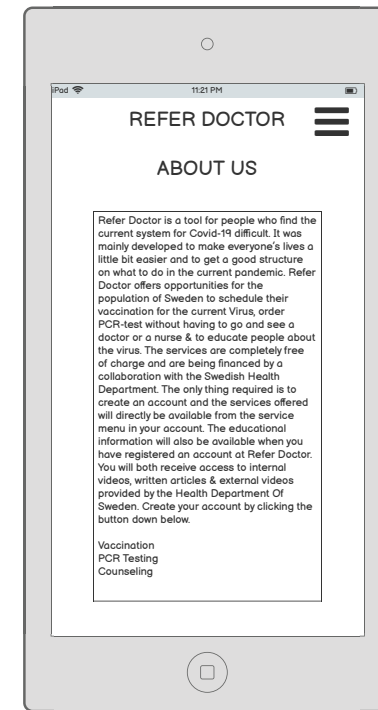 iPad 11:21 PM
REFER DOCTOR
ABOUT US
Refer Doctor is a tool for people who find the
current system for Covid-19 difficult. It was
mainly developed to make everyone's lives a
little bit easier and to get a good structure
on what to do in the current pandemic. Refer
Doctor offers opportunities for the
population of Sweden to schedule their
vaccination for the current Virus, order
PCR-test without having to go and see a
doctor or a nurse & to educate people about
the virus. The services are completely free
of charge and are being financed by a
collaboration with the Swedish Health
Department. The only thing required is to
create an account and the services offered
will directly be available from the service
menu in your account. The educational
information will also be available when you
have registered an account at Refer Doctor.
You will both receive access to internal
videos, written articles & external videos
provided by the Health Department Of
Sweden. Create your account by clicking the
button down below.
Vaccination
PCR Testing
Counseling